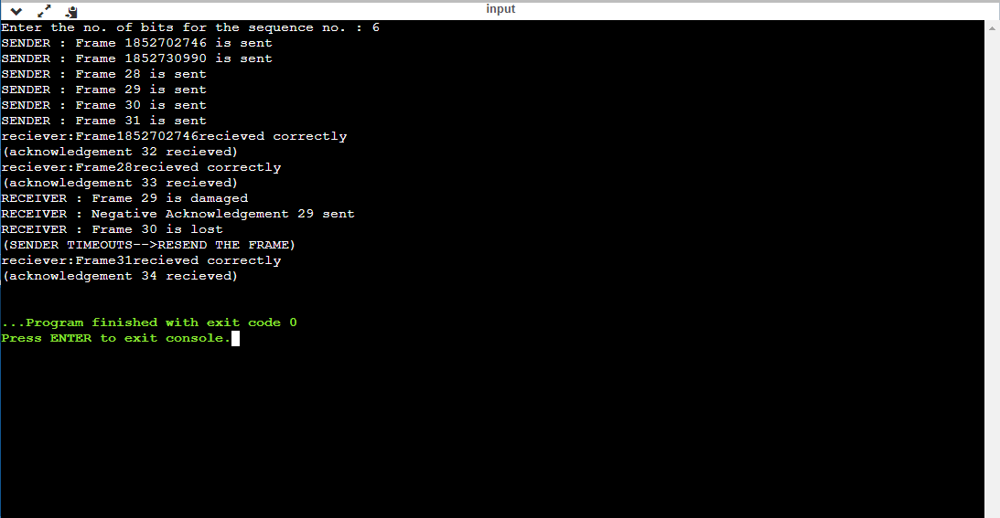 input
Enter the no. of bits for the sequence no. : 6
SENDER : Frame 1852702746 is sent
SENDER : Frame 1852730990 is sent
SENDER : Frame 28 is sent
SENDER : Frame 29 is sent
SENDER : Frame 30 is sent
SENDER : Frame 31 is sent
reciever:Frame1852702746recieved correctly
(acknowledgement 32 recieved)
reciever:Frame28recieved correctly
(acknowledgement 33 recieved)
RECEIVER : Frame 29 is damaged
RECEIVER : Negative Acknowledgement 29 sent
RECEIVER : Frame 30 is lost
(SENDER TIMEOUTS-->RESEND THE FRAME)
reciever:Frame31recieved correctly
(acknowledgement 34 recieved)
...Program finished with exit code 0
Press ENTER to exit console.